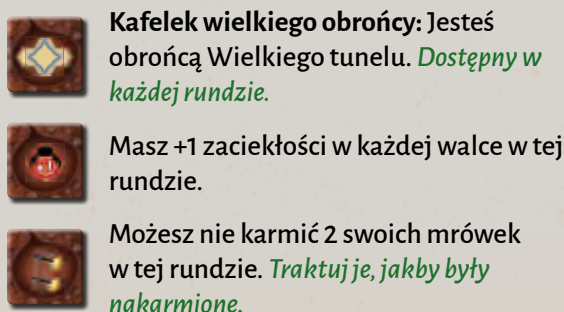 Kafelek wielkiego obrońcy: Jesteś
obrońcą Wielkiego tunelu. Dostępny w
każdej rundzie.
+1
Masz +1 zaciekłości w każdej walce w tej
rundzie.
Możesz nie karmić 2 swoich mrówek
w tej rundzie. Traktuj je, jakby były
nakarmione.